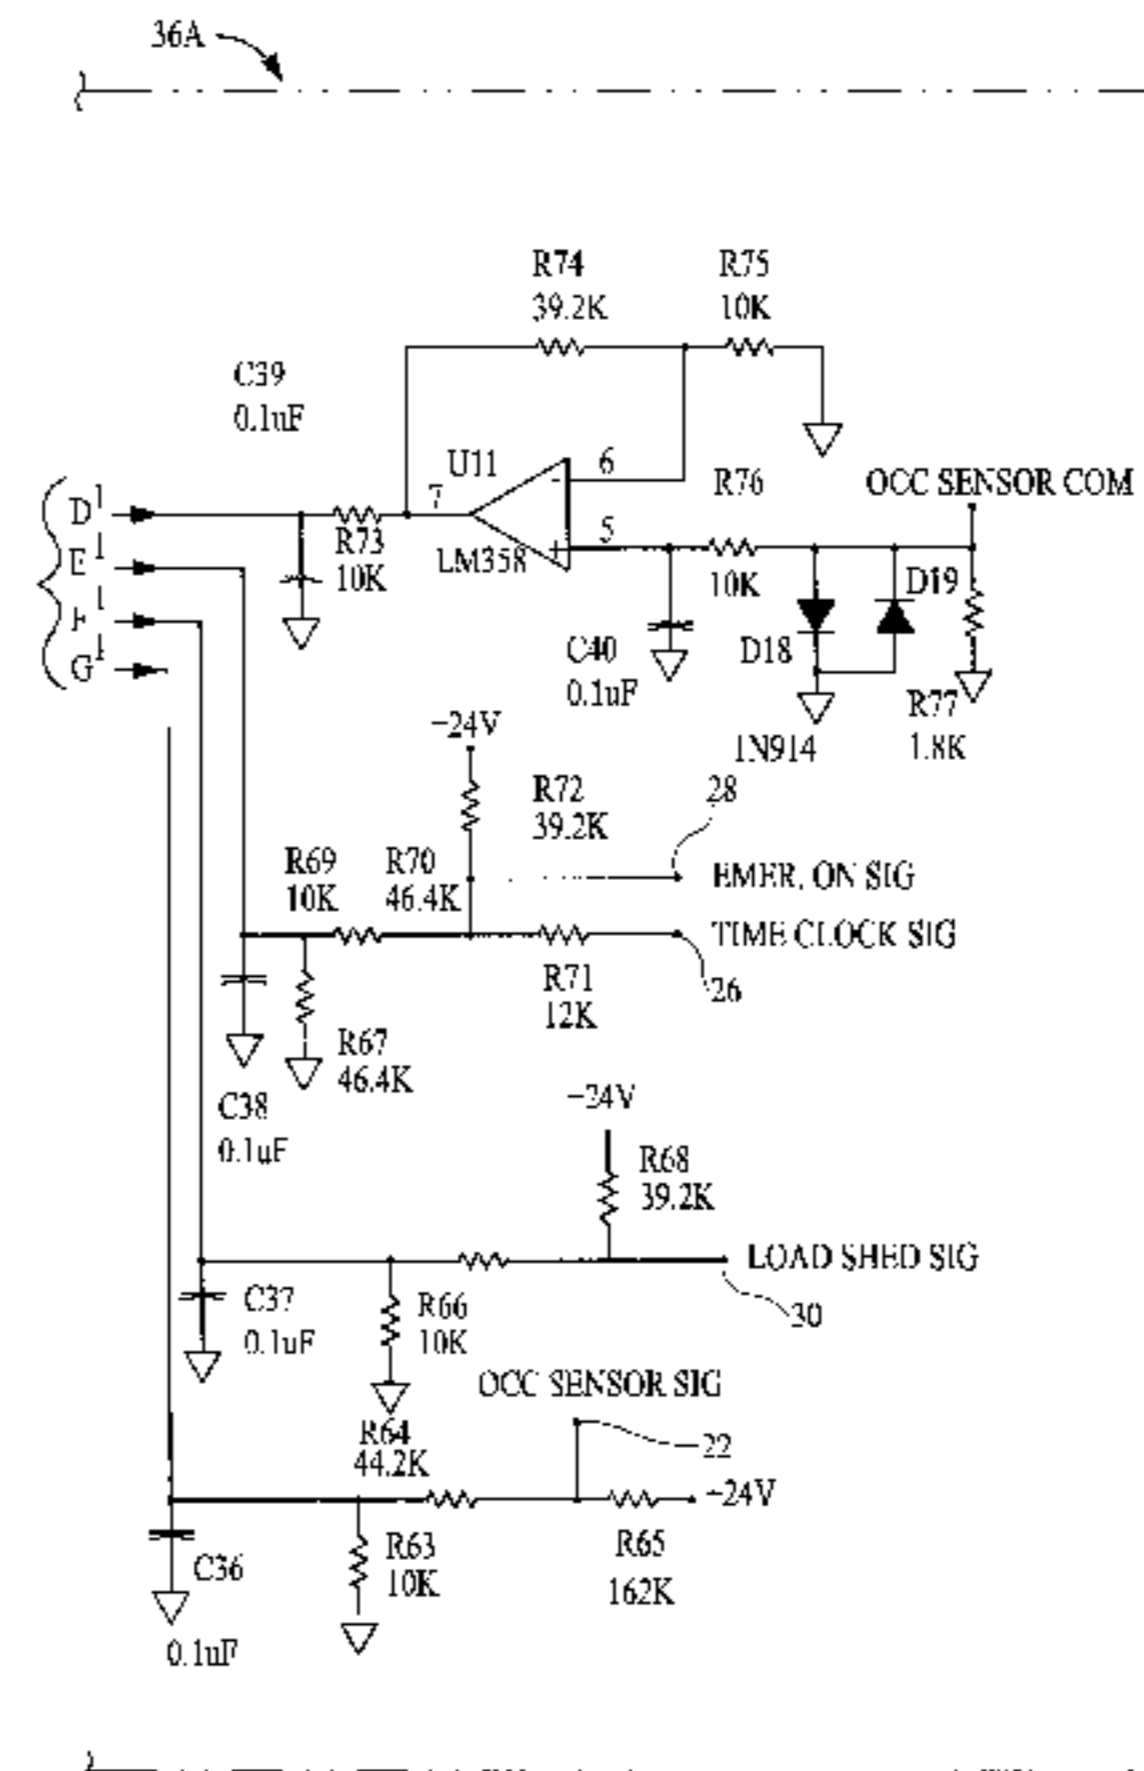 36A
R74
39.2K
R75
10K
C39
0.1uF
U11
7
6
5
LM358
R76
10K
OCC SENSOR COM
D1
E1
F1
G1
R73
10K
D19
D18
C40
0.1uF
R77
1.8K
1N914
-24V
R72
39.2K
28
R69
10K
R70
46.4K
EMER. ON SIG
TIME CLOCK SIG
26
R71
12K
R67
46.4K
C38
0.1uF
-24V
R68
39.2K
LOAD SHED SIG
30
C37
0.1uF
R66
10K
OCC SENSOR SIG
22
R64
44.2K
-24V
R63
10K
R65
162K
C36
0.1uF